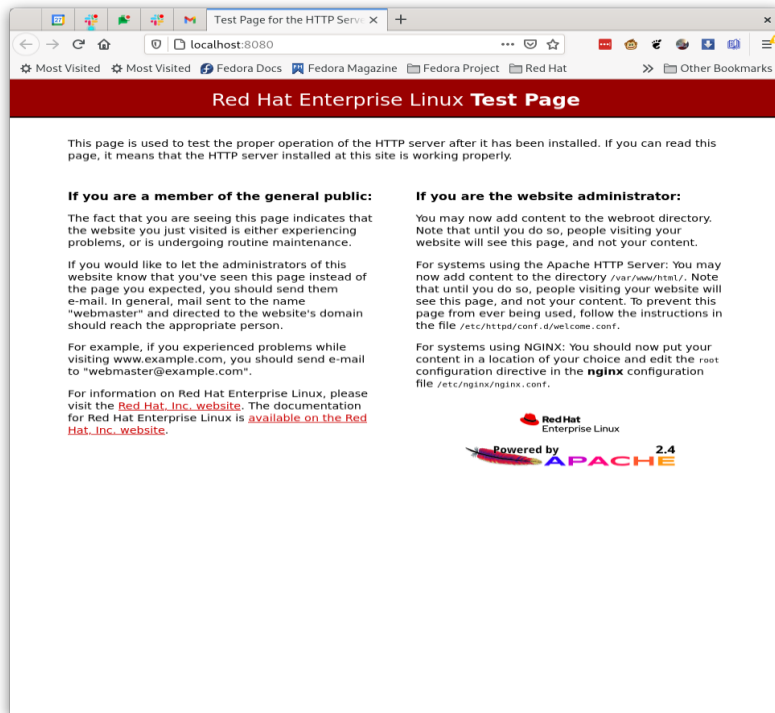 27
Test Page for the HTTP Serve
localhost:8080
Most Visited Most Visited Fedora Docs Fedora Magazine Fedora Project Red Hat Other Bookmarks
Red Hat Enterprise Linux Test Page
This page is used to test the proper operation of the HTTP server after it has been installed. If you can read this
page, it means that the HTTP server installed at this site is working properly.
If you are a member of the general public:
The fact that you are seeing this page indicates that
the website you just visited is either experiencing
problems, or is undergoing routine maintenance.
If you would like to let the administrators of this
website know that you've seen this page instead of
the page you expected, you should send them
e-mail. In general, mail sent to the name
"webmaster" and directed to the website's domain
should reach the appropriate person.
For example, if you experienced problems while
visiting www.example.com, you should send e-mail
to "webmaster@example.com".
For information on Red Hat Enterprise Linux, please
visit the Red Hat, Inc. website. The documentation
for Red Hat Enterprise Linux is available on the Red
Hat, Inc. website.
If you are the website administrator:
You may now add content to the webroot directory.
Note that until you do so, people visiting your
website will see this page, and not your content.
For systems using the Apache HTTP Server: You may
now add content to the directory /var/www/html/. Note
that until you do so, people visiting your website will
see this page, and not your content. To prevent this
page from ever being used, follow the instructions in
the file /etc/httpd/conf.d/welcome.conf.
For systems using NGINX: You should now put your
content in a location of your choice and edit the root
configuration directive in the nginx configuration
file /etc/nginx/nginx.conf.
Red Hat
Enterprise Linux
Powered by 2.4
APACHE